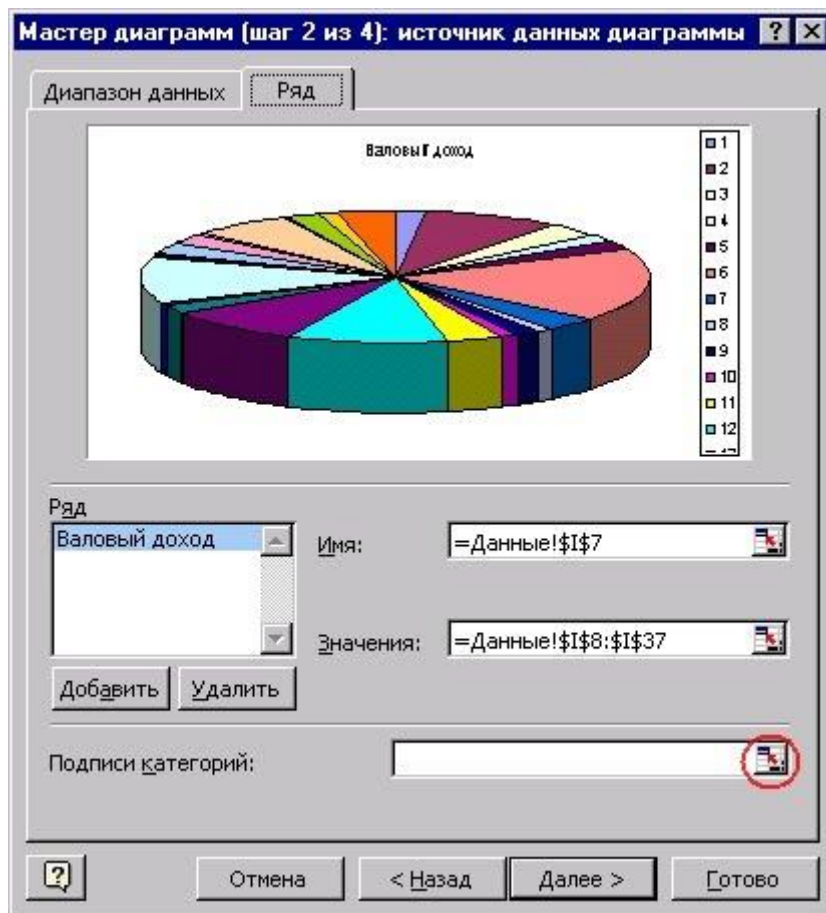 Мастер диаграмм (шаг 2 из 4): источник данных диаграммы
Диапазон данных
Ряд
Валовый доход
1
2
3
4
5
6
7
8
9
10
11
12
Ряд
Валовый доход
Имя:
=Данные!$I$7
Значения:
=Данные!$I$8:$I$37
Добавить
Удалить
Подписи категорий:
Отмена
< Назад
Далее >
Готово